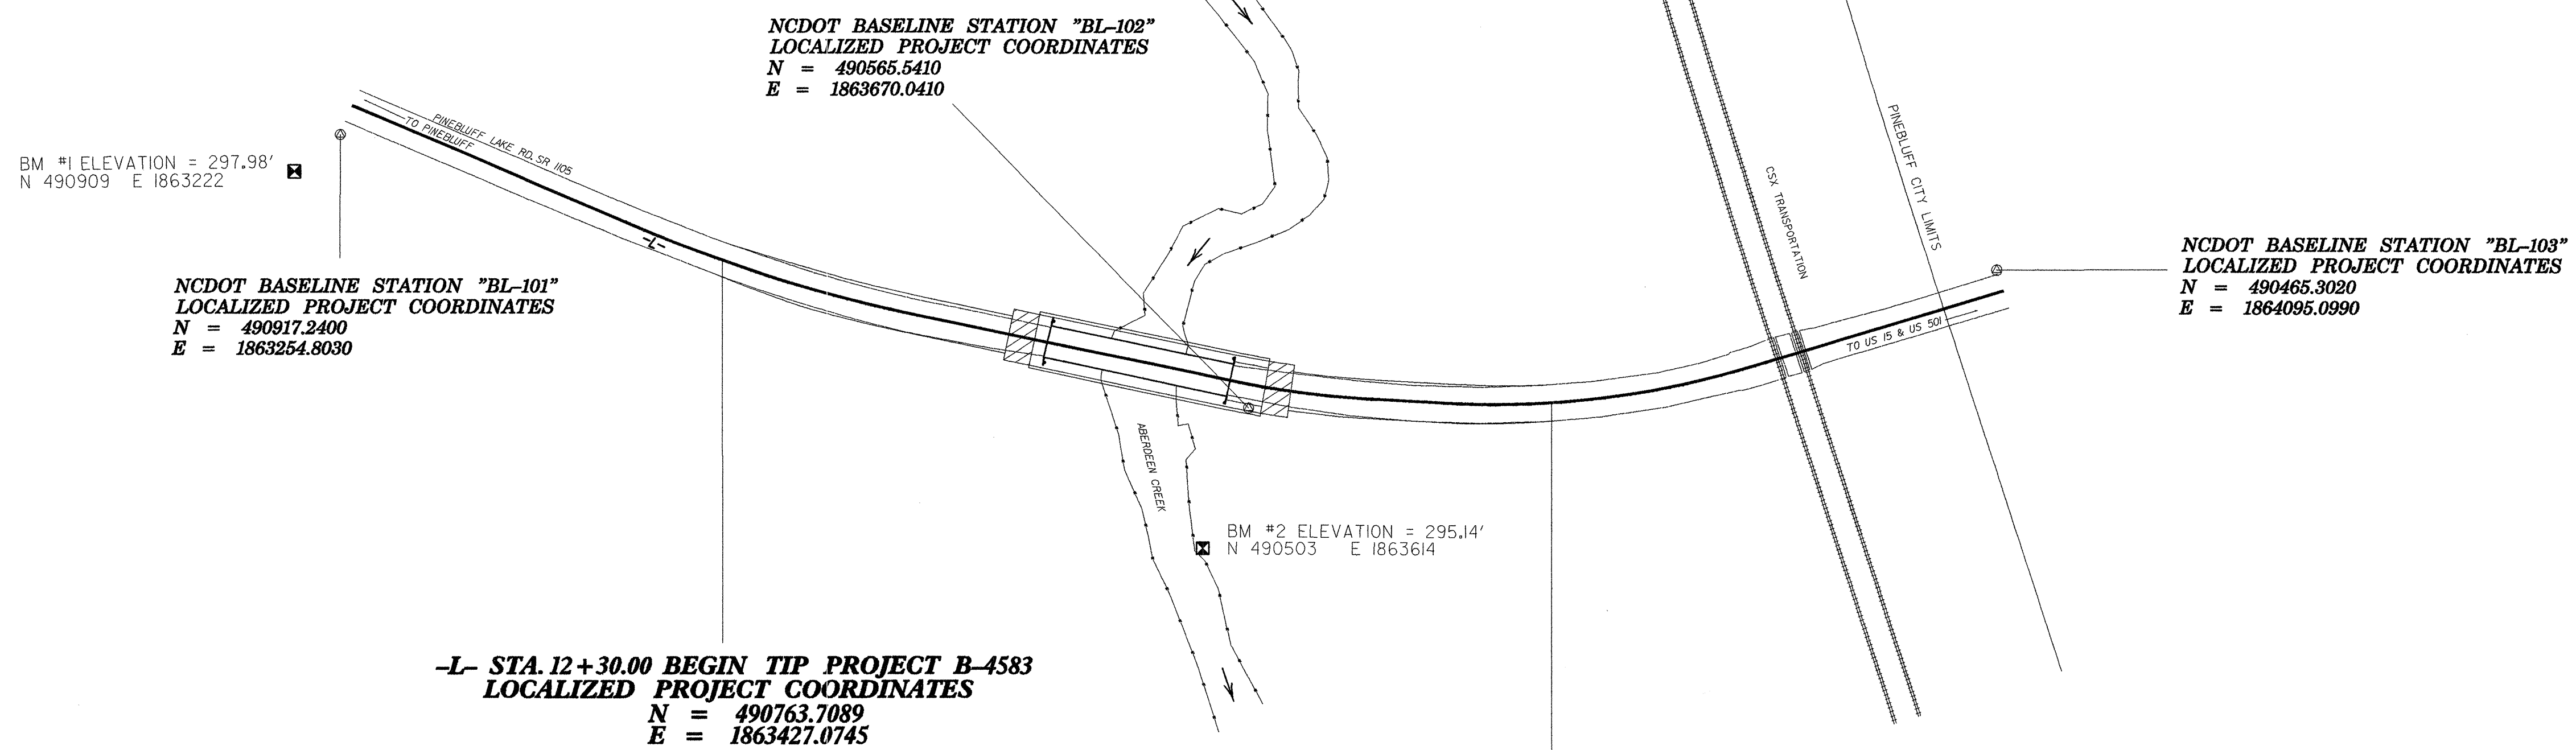 NCDOT BASELINE STATION "BL-102"
LOCALIZED PROJECT COORDINATES
N = 490565.5410
E = 1863670.0410
PINEBLUFF LAKE RD. SR 1105
TO PINEBLUFF
BM #1 ELEVATION = 297.98'
N 490909 E 1863222
-L-
NCDOT BASELINE STATION "BL-101"
LOCALIZED PROJECT COORDINATES
N = 490917.2400
E = 1863254.8030
CSX TRANSPORTATION
PINEBLUFF CITY LIMITS
NCDOT BASELINE STATION "BL-103"
LOCALIZED PROJECT COORDINATES
N = 490465.3020
E = 1864095.0990
TO US 15 & US 501
ABERDEEN CREEK
BM #2 ELEVATION = 295.14'
N 490503 E 1863614
-L- STA. 12+30.00 BEGIN TIP PROJECT B-4583
LOCALIZED PROJECT COORDINATES
N = 490763.7089
E = 1863427.0745